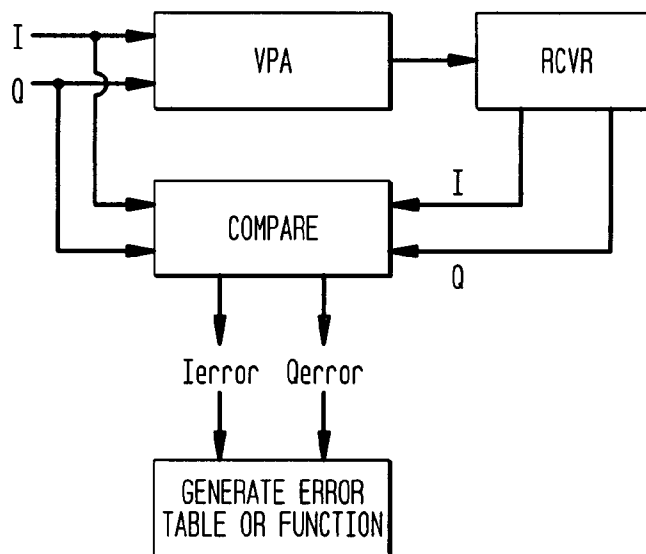 I
Q
VPA
RCVR
COMPARE
I
Q
Ierror
Qerror
GENERATE ERROR
TABLE OR FUNCTION